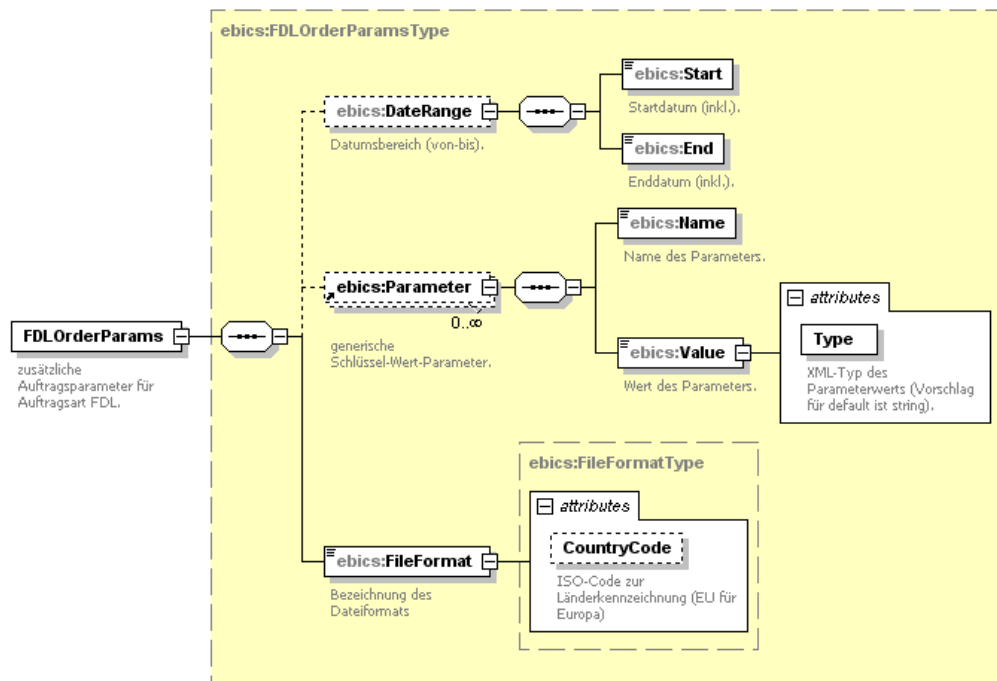 ebics:FDLOrderParamsType
ebics:Start
Startdatum (inkl.).
ebics:DateRange
Datumsbereich (von-bis).
ebics:End
Enddatum (inkl.).
ebics:Name
Name des Parameters.
ebics:Parameter
0..∞
generische
Schlüssel-Wert-Parameter.
attributes
Type
XML-Typ des
Parameterwerts (Vorschlag
für default ist string).
ebics:Value
Wert des Parameters.
FDLOrderParams
zusätzliche
Auftragsparameter für
Auftragsart FDL.
ebics:FileFormatType
attributes
CountryCode
ISO-Code zur
Länderkennzeichnung (EU für
Europa)
ebics:FileFormat
Bezeichnung des
Dateiformats